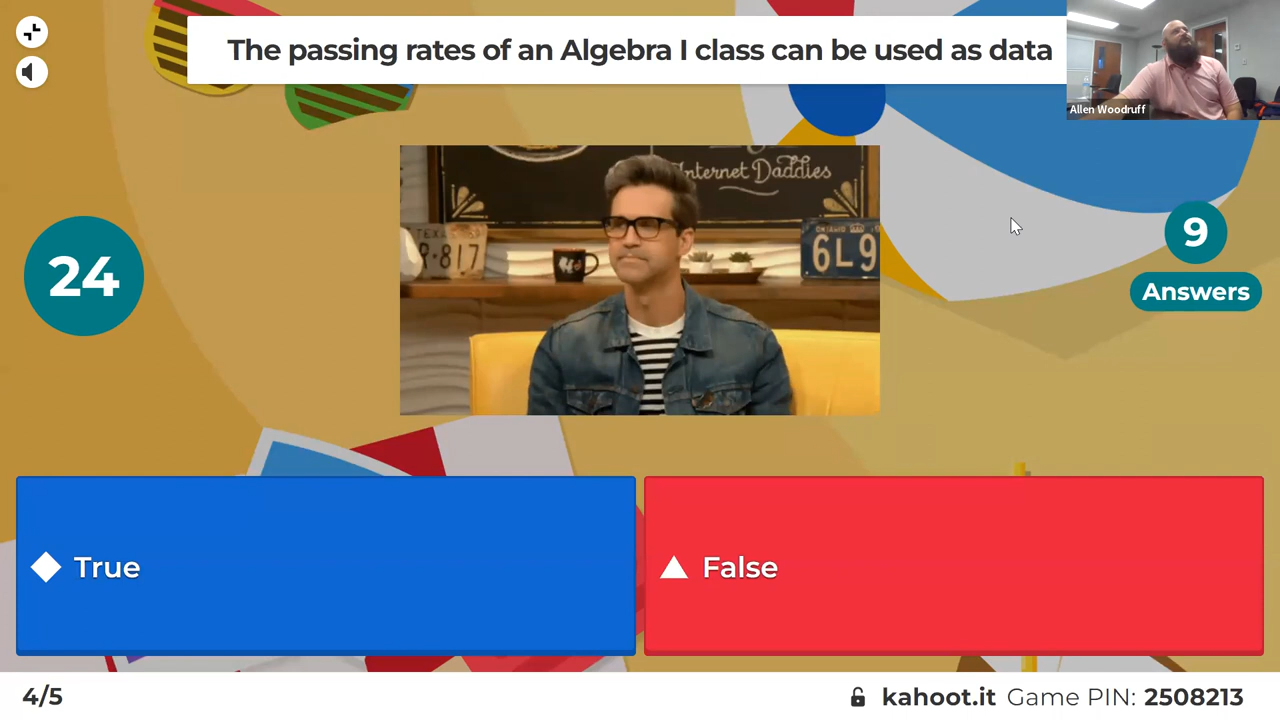 The passing rates of an Algebra I class can be used as data
Allen Woodruff
Internet Daddies
TEXAS
24
9
Answers
6L9
True
False
4/5
kahoot.it Game PIN: 2508213